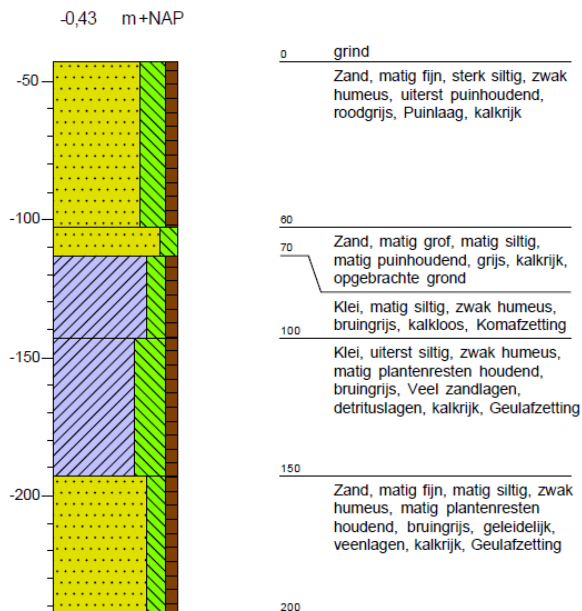 -0,43 m +NAP
0 grind
Zand, matig fijn, sterk siltig, zwak
humeus, uiterst puinhoudend,
roodgrijs, Puinlaag, kalkrijk
-50
-100
60
Zand, matig grof, matig siltig,
matig puinhoudend, grijs, kalkrijk,
opgebrachte grond
70
Klei, matig siltig, zwak humeus,
bruingrijs, kalkloos, Komafzetting
100
Klei, uiterst siltig, zwak humeus,
matig plantenresten houdend,
bruingrijs, Veel zandlagen,
detrituslagen, kalkrijk, Geulafzetting
-150
150
Zand, matig fijn, matig siltig, zwak
humeus, matig plantenresten
houdend, bruingrijs, geleidelijk,
veenlagen, kalkrijk, Geulafzetting
-200
200